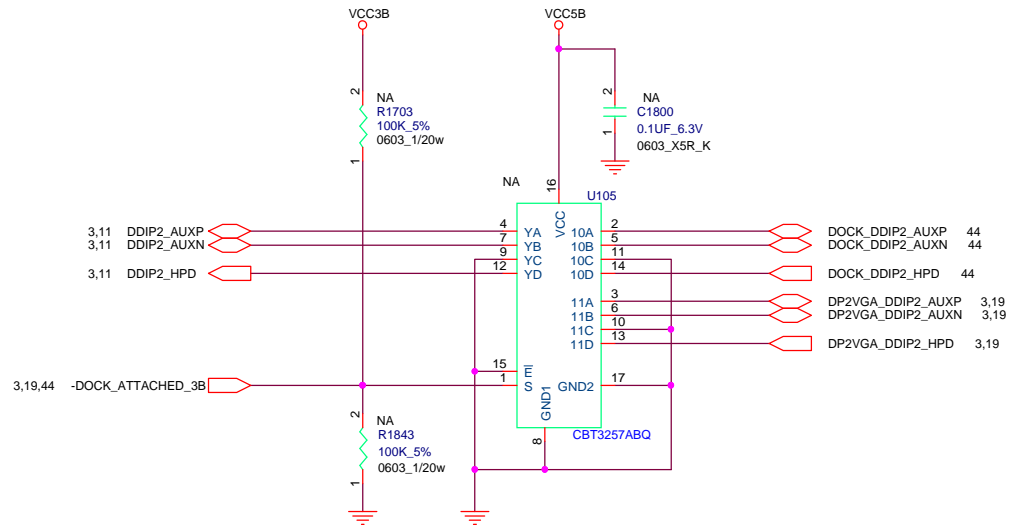 VCC3B
VCC5B
2
NA
R1703
100K_5%
0603_1/20w
1
2
NA
C1800
0.1UF_6.3V
0603_X5R_K
1
NA
16
U105
VCC
3,11 DDIP2_AUXP 4 YA 10A 2 DOCK_DDIP2_AUXP 44
3,11 DDIP2_AUXN 7 YB 10B 5 DOCK_DDIP2_AUXN 44
9 YC 10C 11
3,11 DDIP2_HPD 12 YD 10D 14 DOCK_DDIP2_HPD 44
11A 3 DP2VGA_DDIP2_AUXP 3,19
11B 6 DP2VGA_DDIP2_AUXN 3,19
11C 10
11D 13 DP2VGA_DDIP2_HPD 3,19
15 E
3,19,44 -DOCK_ATTACHED_3B 1 S GND2 17
GND1
8
CBT3257ABQ
2
NA
R1843
100K_5%
0603_1/20w
1